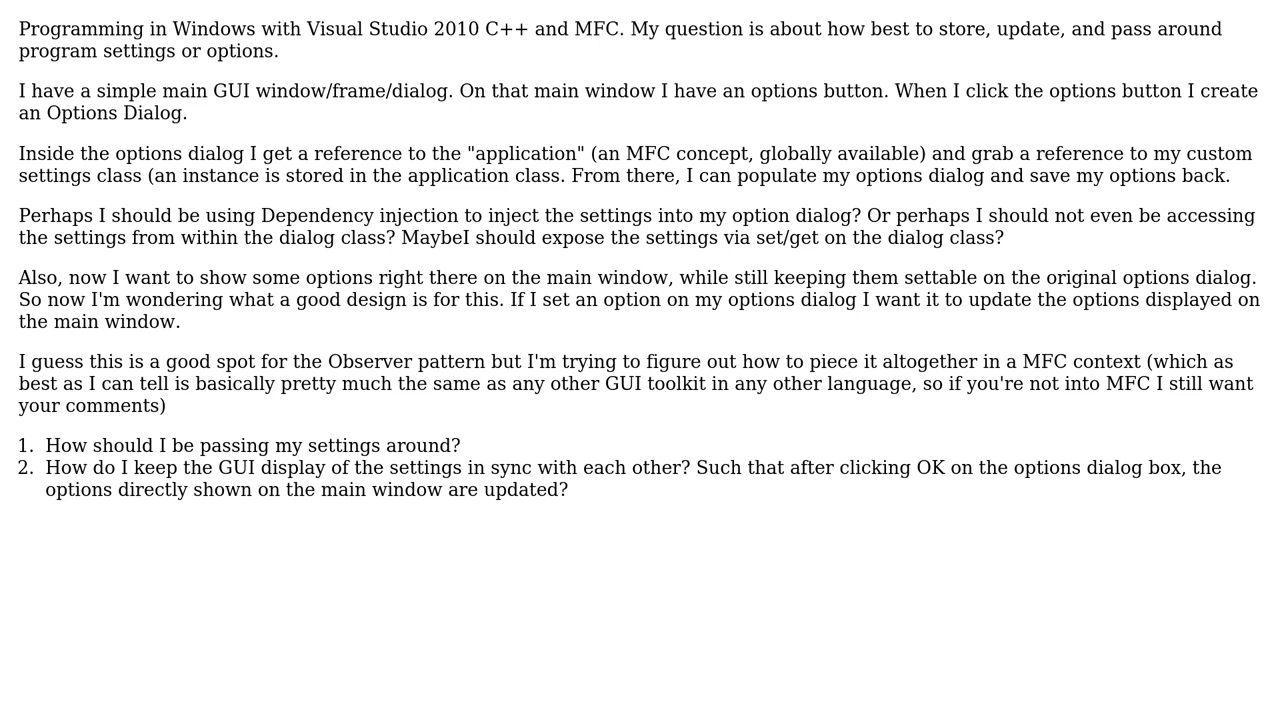 Programming in Windows with Visual Studio 2010 C++ and MFC. My question is about how best to store, update, and pass around
program settings or options.
I have a simple main GUI window/frame/dialog. On that main window I have an options button. When I click the options button I create
an Options Dialog.
Inside the options dialog I get a reference to the "application" (an MFC concept, globally available) and grab a reference to my custom
settings class (an instance is stored in the application class. From there, I can populate my options dialog and save my options back.
Perhaps I should be using Dependency injection to inject the settings into my option dialog? Or perhaps I should not even be accessing
the settings from within the dialog class? MaybeI should expose the settings via set/get on the dialog class?
Also, now I want to show some options right there on the main window, while still keeping them settable on the original options dialog.
So now I'm wondering what a good design is for this. If I set an option on my options dialog I want it to update the options displayed on
the main window.
I guess this is a good spot for the Observer pattern but I'm trying to figure out how to piece it altogether in a MFC context (which as
best as I can tell is basically pretty much the same as any other GUI toolkit in any other language, so if you're not into MFC I still want
your comments)
1. How should I be passing my settings around?
2. How do I keep the GUI display of the settings in sync with each other? Such that after clicking OK on the options dialog box, the
options directly shown on the main window are updated?